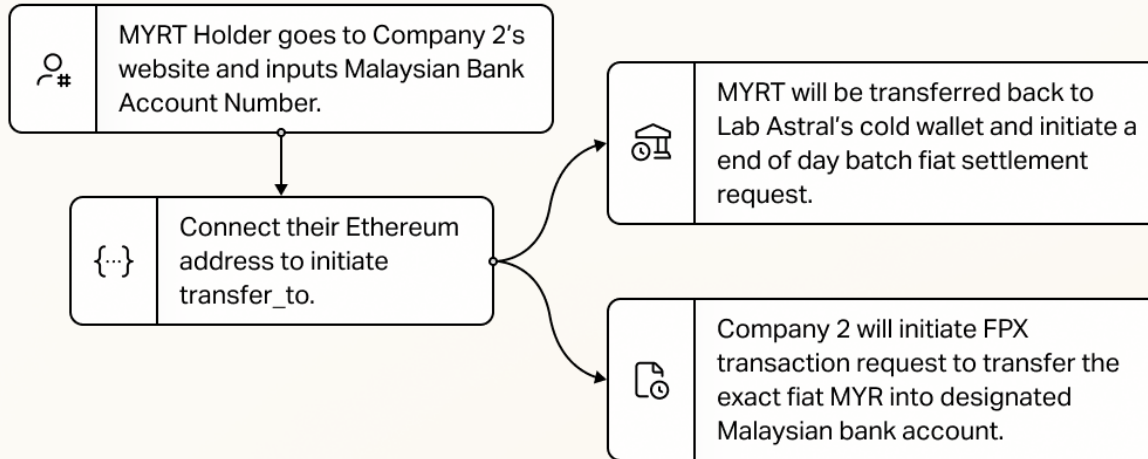 MYRT Holder goes to Company 2's
website and inputs Malaysian Bank
Account Number.
Connect their Ethereum
address to initiate
transfer_to.
MYRT will be transferred back to
Lab Astral's cold wallet and initiate a
end of day batch fiat settlement
request.
Company 2 will initiate FPX
transaction request to transfer the
exact fiat MYR into designated
Malaysian bank account.